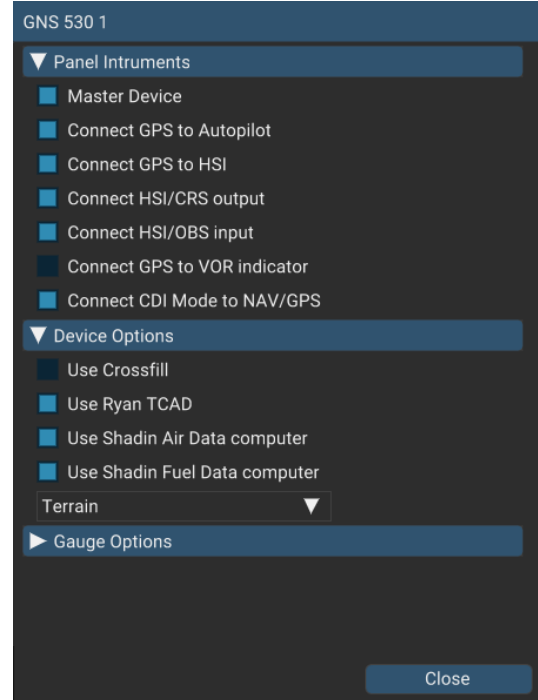 GNS 530 1
Panel Intruments
Master Device
Connect GPS to Autopilot
Connect GPS to HSI
Connect HSI/CRS output
Connect HSI/OBS input
Connect GPS to VOR indicator
Connect CDI Mode to NAV/GPS
Device Options
Use Crossfill
Use Ryan TCAD
Use Shadin Air Data computer
Use Shadin Fuel Data computer
Terrain
Gauge Options
Close